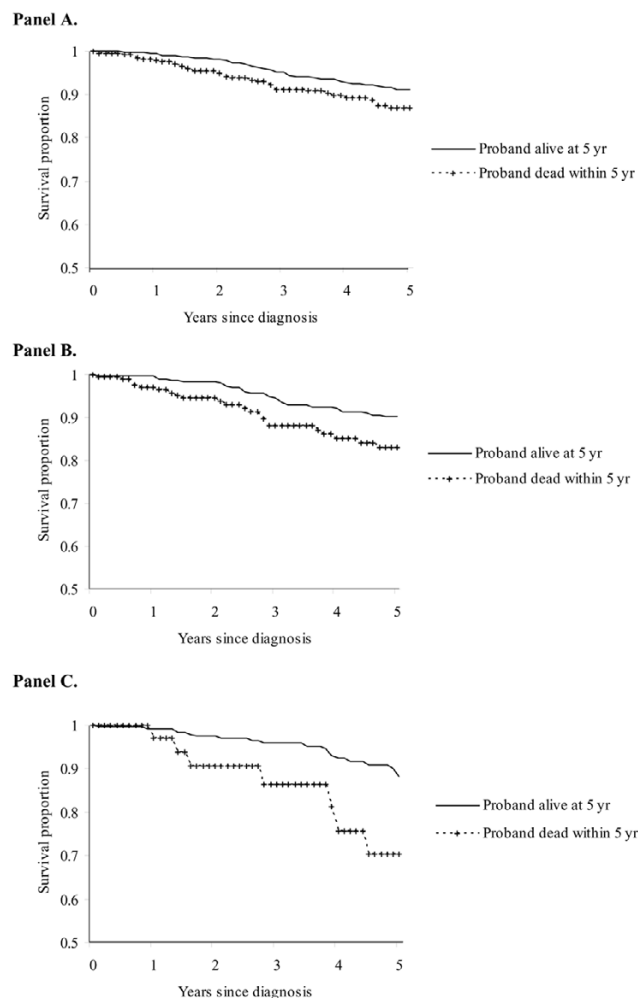 Panel A.
1
0.9
0.8
0.7
0.6
0.5
Survival proportion
0 1 2 3 4 5
Years since diagnosis
Proband alive at 5 yr
Proband dead within 5 yr
Panel B.
1
0.9
0.8
0.7
0.6
0.5
Survival proportion
0 1 2 3 4 5
Years since diagnosis
Proband alive at 5 yr
Proband dead within 5 yr
Panel C.
1
0.9
0.8
0.7
0.6
0.5
Survival proportion
0 1 2 3 4 5
Years since diagnosis
Proband alive at 5 yr
Proband dead within 5 yr